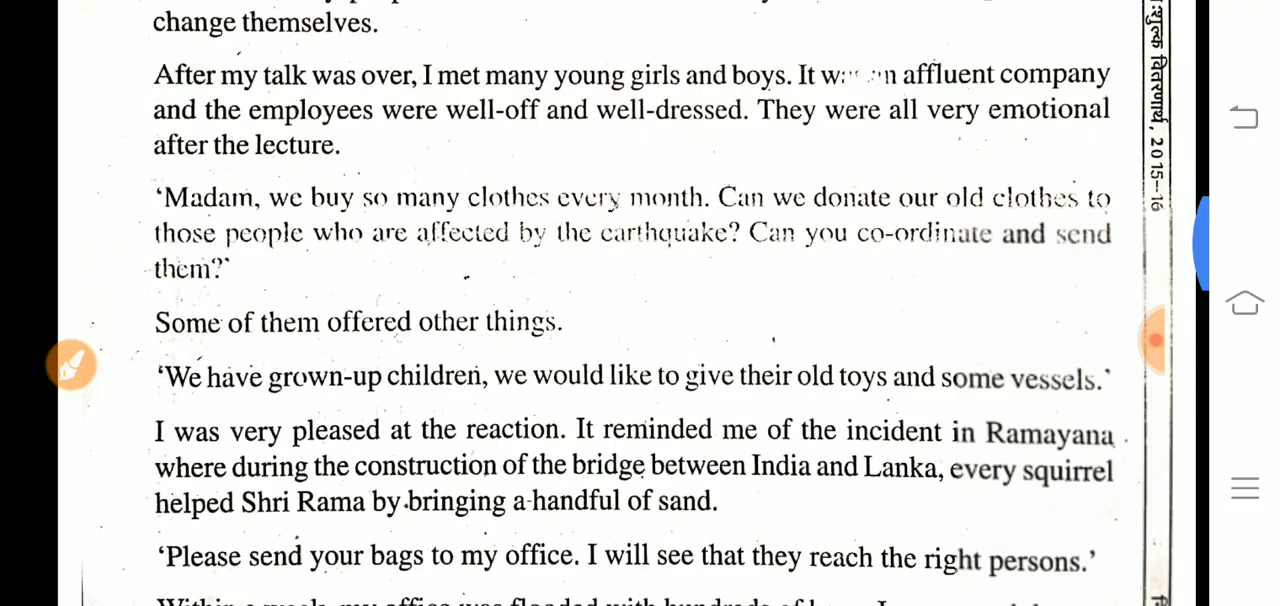 change themselves.
After my talk was over, I met many young girls and boys. It affluent company
and the employees were well-off and well-dressed. They were all very emotional
after the lecture.
‘Madam, we buy so many clothes every month. Can we donate our old clothes to
those people who are affected by the earthquake? Can you co-ordinate and send
them?’
Some of them offered other things.
‘We have grown-up children, we would like to give their old toys and some vessels.’
I was very pleased at the reaction. It reminded me of the incident in Ramayana
where during the construction of the bridge between India and Lanka, every squirrel
helped Shri Rama by bringing a handful of sand.
‘Please send your bags to my office. I will see that they reach the right persons.’
वितरणार्थ, 2015–16